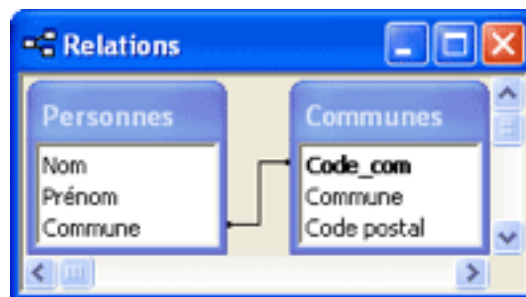 Relations
Personnes
Nom
Prénom
Commune
Communes
Code_com
Commune
Code postal